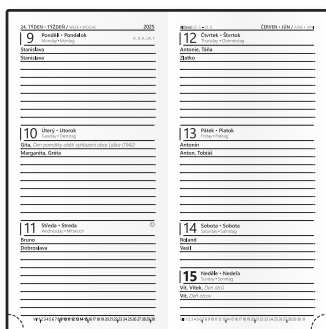 24. TÝDEN • TÝŽDEŇ / WEEK • WOCHE 2025
9 Pondělí • Pondelok
Monday • Montag
Stanislava
Stanislava
10 Úterý • Utorok
Tuesday • Dienstag
Gita, Den památky obětí vyhlazení obce Lidice (1942)
Margaréta, Gréta
11 Středa • Streda
Wednesday • Mittwoch
Bruno
Dobroslava
ČERVEN • JÚN / JUNE •
12 Čtvrtek • Štvrtok
Thursday • Donnerstag
Antonie, Táňa
Zlatko
13 Pátek • Piatok
Friday • Freitag
Antonín
Anton, Tobiáš
14 Sobota • Sobota
Saturday • Samstag
Roland
Vasil
15 Neděle • Nedeľa
Sunday • Sonntag
Vít, Vítek, Den otců
Vít, Deň otcov